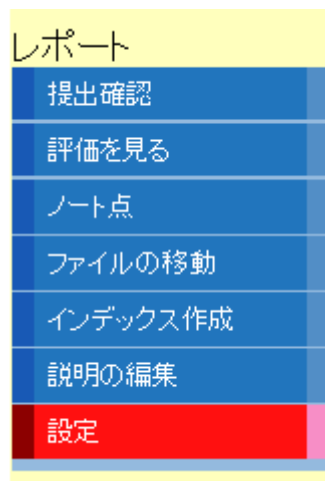 レポート
提出確認
評価を見る
ノート点
ファイルの移動
インデックス作成
説明の編集
設定